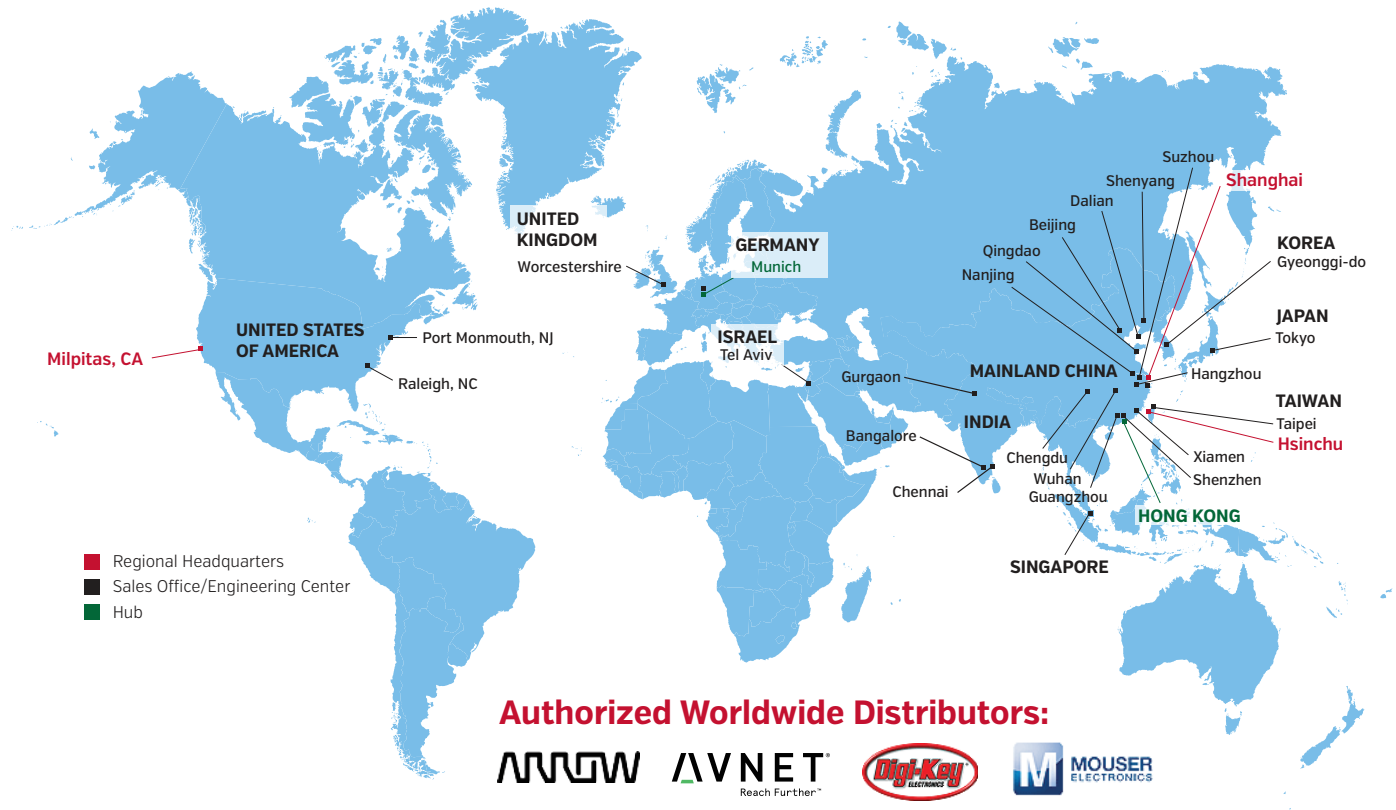 UNITED
KINGDOM
Worcestershire
GERMANY
Munich
ISRAEL
Tel Aviv
UNITED STATES
OF AMERICA
Milpitas, CA
Port Monmouth, NJ
Raleigh, NC
Suzhou
Shenyang
Shanghai
Dalian
Beijing
Qingdao
Nanjing
KOREA
Gyeonggi-do
JAPAN
Tokyo
MAINLAND CHINA
Hangzhou
Gurgaon
INDIA
Bangalore
Chennai
TAIWAN
Taipei
Hsinchu
Chengdu
Wuhan
Guangzhou
Xiamen
Shenzhen
HONG KONG
SINGAPORE
Regional Headquarters
Sales Office/Engineering Center
Hub
Authorized Worldwide Distributors:
ARROW
AVNET®
Reach Further™
Digi-Key®
ELECTRONICS
M
MOUSER
ELECTRONICS